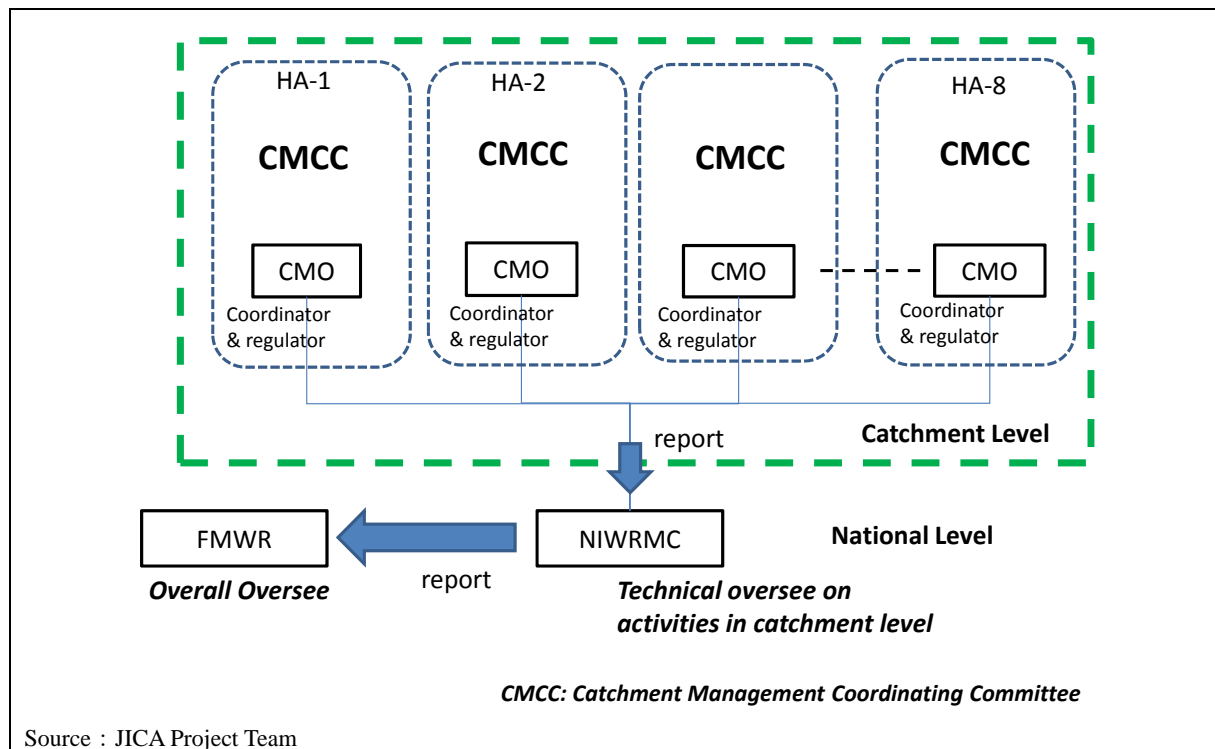 HA-1
HA-2
HA-8
CMCC
CMCC
CMCC
CMCC
CMO
CMO
CMO
CMO
Coordinator
& regulator
Coordinator
& regulator
Coordinator
& regulator
Coordinator
& regulator
report
Catchment Level
FMWR
NIWRMC
National Level
report
Overall Oversee
Technical oversee on
activities in catchment level
CMCC: Catchment Management Coordinating Committee
Source：JICA Project Team